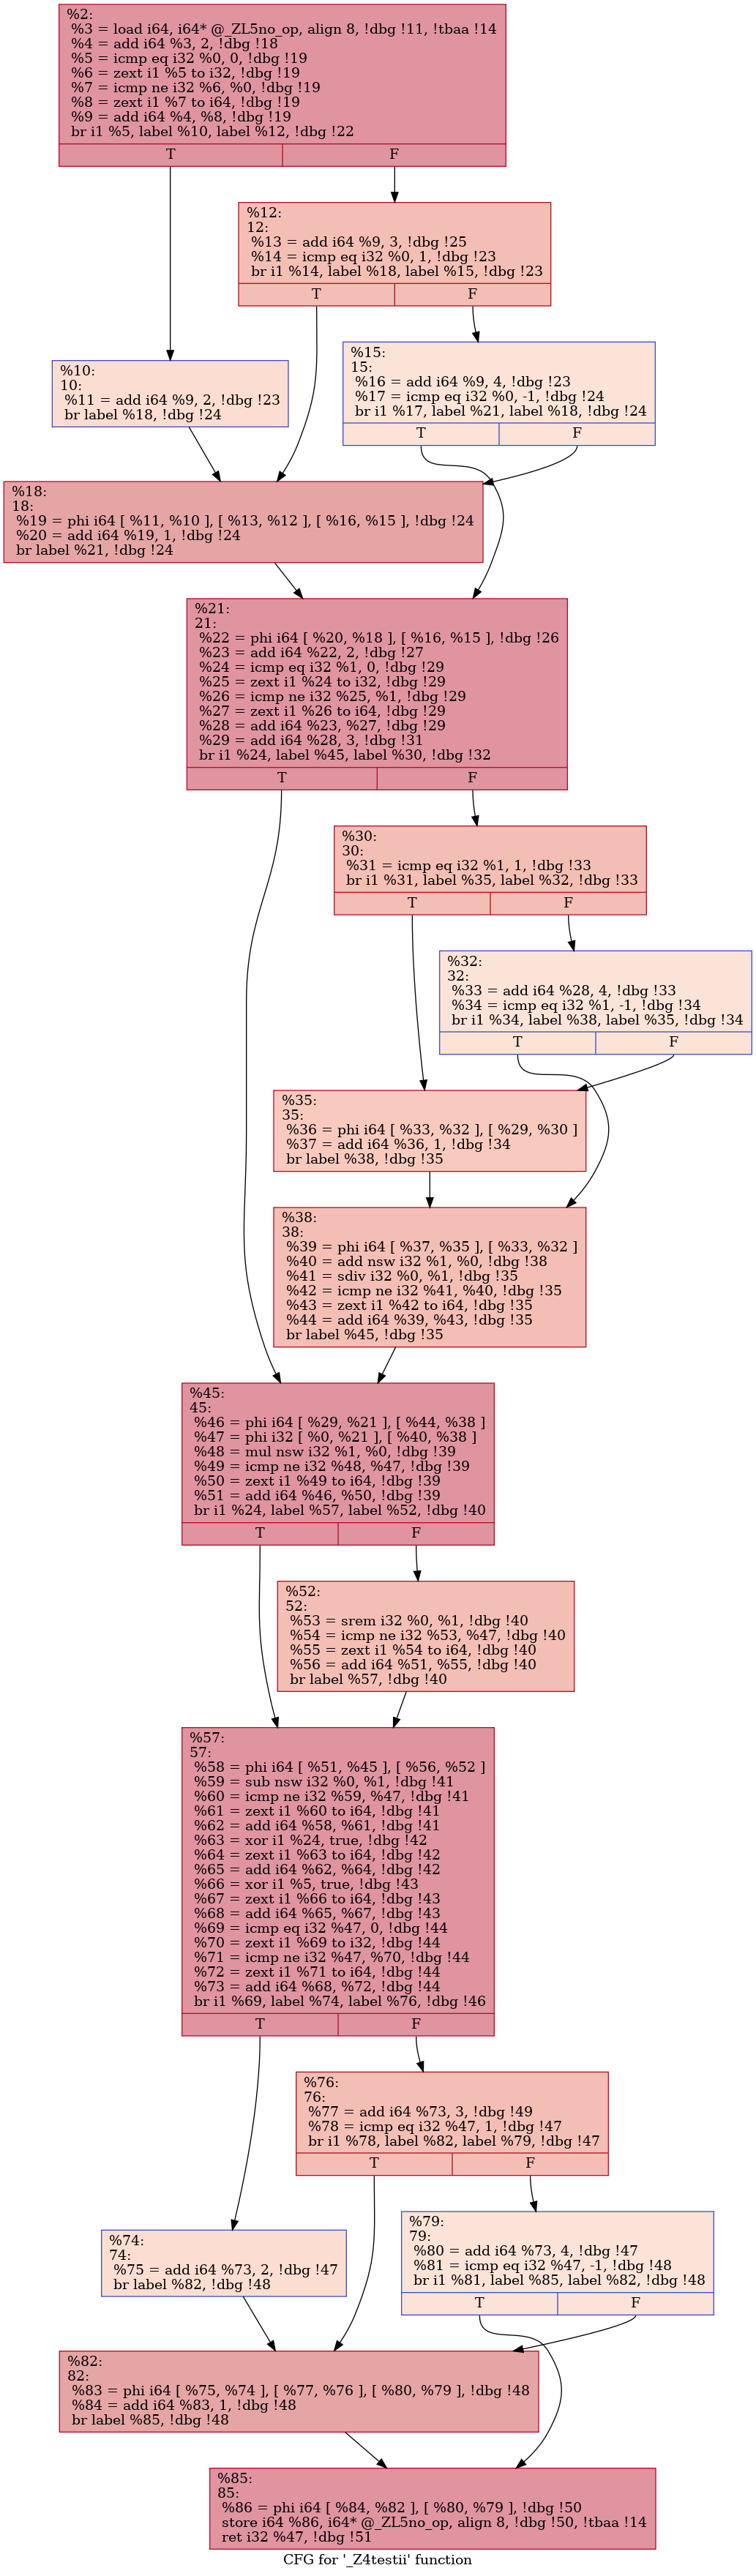 %2:
%3 = load i64, i64* @_ZL5no_op, align 8, !dbg !11, !tbaa !14
%4 = add i64 %3, 2, !dbg !18
%5 = icmp eq i32 %0, 0, !dbg !19
%6 = zext i1 %5 to i32, !dbg !19
%7 = icmp ne i32 %6, %0, !dbg !19
%8 = zext i1 %7 to i64, !dbg !19
%9 = add i64 %4, %8, !dbg !19
br i1 %5, label %10, label %12, !dbg !22
T F
%12:
12:
%13 = add i64 %9, 3, !dbg !25
%14 = icmp eq i32 %0, 1, !dbg !23
br i1 %14, label %18, label %15, !dbg !23
T F
%10:
10:
%11 = add i64 %9, 2, !dbg !23
br label %18, !dbg !24
%15:
15:
%16 = add i64 %9, 4, !dbg !23
%17 = icmp eq i32 %0, -1, !dbg !24
br i1 %17, label %21, label %18, !dbg !24
T F
%18:
18:
%19 = phi i64 [ %11, %10 ], [ %13, %12 ], [ %16, %15 ], !dbg !24
%20 = add i64 %19, 1, !dbg !24
br label %21, !dbg !24
%21:
21:
%22 = phi i64 [ %20, %18 ], [ %16, %15 ], !dbg !26
%23 = add i64 %22, 2, !dbg !27
%24 = icmp eq i32 %1, 0, !dbg !29
%25 = zext i1 %24 to i32, !dbg !29
%26 = icmp ne i32 %25, %1, !dbg !29
%27 = zext i1 %26 to i64, !dbg !29
%28 = add i64 %23, %27, !dbg !29
%29 = add i64 %28, 3, !dbg !31
br i1 %24, label %45, label %30, !dbg !32
T F
%30:
30:
%31 = icmp eq i32 %1, 1, !dbg !33
br i1 %31, label %35, label %32, !dbg !33
T F
%32:
32:
%33 = add i64 %28, 4, !dbg !33
%34 = icmp eq i32 %1, -1, !dbg !34
br i1 %34, label %38, label %35, !dbg !34
T F
%35:
35:
%36 = phi i64 [ %33, %32 ], [ %29, %30 ]
%37 = add i64 %36, 1, !dbg !34
br label %38, !dbg !35
%38:
38:
%39 = phi i64 [ %37, %35 ], [ %33, %32 ]
%40 = add nsw i32 %1, %0, !dbg !38
%41 = sdiv i32 %0, %1, !dbg !35
%42 = icmp ne i32 %41, %40, !dbg !35
%43 = zext i1 %42 to i64, !dbg !35
%44 = add i64 %39, %43, !dbg !35
br label %45, !dbg !35
%45:
45:
%46 = phi i64 [ %29, %21 ], [ %44, %38 ]
%47 = phi i32 [ %0, %21 ], [ %40, %38 ]
%48 = mul nsw i32 %1, %0, !dbg !39
%49 = icmp ne i32 %48, %47, !dbg !39
%50 = zext i1 %49 to i64, !dbg !39
%51 = add i64 %46, %50, !dbg !39
br i1 %24, label %57, label %52, !dbg !40
T F
%52:
52:
%53 = srem i32 %0, %1, !dbg !40
%54 = icmp ne i32 %53, %47, !dbg !40
%55 = zext i1 %54 to i64, !dbg !40
%56 = add i64 %51, %55, !dbg !40
br label %57, !dbg !40
%57:
57:
%58 = phi i64 [ %51, %45 ], [ %56, %52 ]
%59 = sub nsw i32 %0, %1, !dbg !41
%60 = icmp ne i32 %59, %47, !dbg !41
%61 = zext i1 %60 to i64, !dbg !41
%62 = add i64 %58, %61, !dbg !41
%63 = xor i1 %24, true, !dbg !42
%64 = zext i1 %63 to i64, !dbg !42
%65 = add i64 %62, %64, !dbg !42
%66 = xor i1 %5, true, !dbg !43
%67 = zext i1 %66 to i64, !dbg !43
%68 = add i64 %65, %67, !dbg !43
%69 = icmp eq i32 %47, 0, !dbg !44
%70 = zext i1 %69 to i32, !dbg !44
%71 = icmp ne i32 %47, %70, !dbg !44
%72 = zext i1 %71 to i64, !dbg !44
%73 = add i64 %68, %72, !dbg !44
br i1 %69, label %74, label %76, !dbg !46
T F
%76:
76:
%77 = add i64 %73, 3, !dbg !49
%78 = icmp eq i32 %47, 1, !dbg !47
br i1 %78, label %82, label %79, !dbg !47
T F
%74:
74:
%75 = add i64 %73, 2, !dbg !47
br label %82, !dbg !48
%79:
79:
%80 = add i64 %73, 4, !dbg !47
%81 = icmp eq i32 %47, -1, !dbg !48
br i1 %81, label %85, label %82, !dbg !48
T F
%82:
82:
%83 = phi i64 [ %75, %74 ], [ %77, %76 ], [ %80, %79 ], !dbg !48
%84 = add i64 %83, 1, !dbg !48
br label %85, !dbg !48
%85:
85:
%86 = phi i64 [ %84, %82 ], [ %80, %79 ], !dbg !50
store i64 %86, i64* @_ZL5no_op, align 8, !dbg !50, !tbaa !14
ret i32 %47, !dbg !51
CFG for '_Z4testii' function